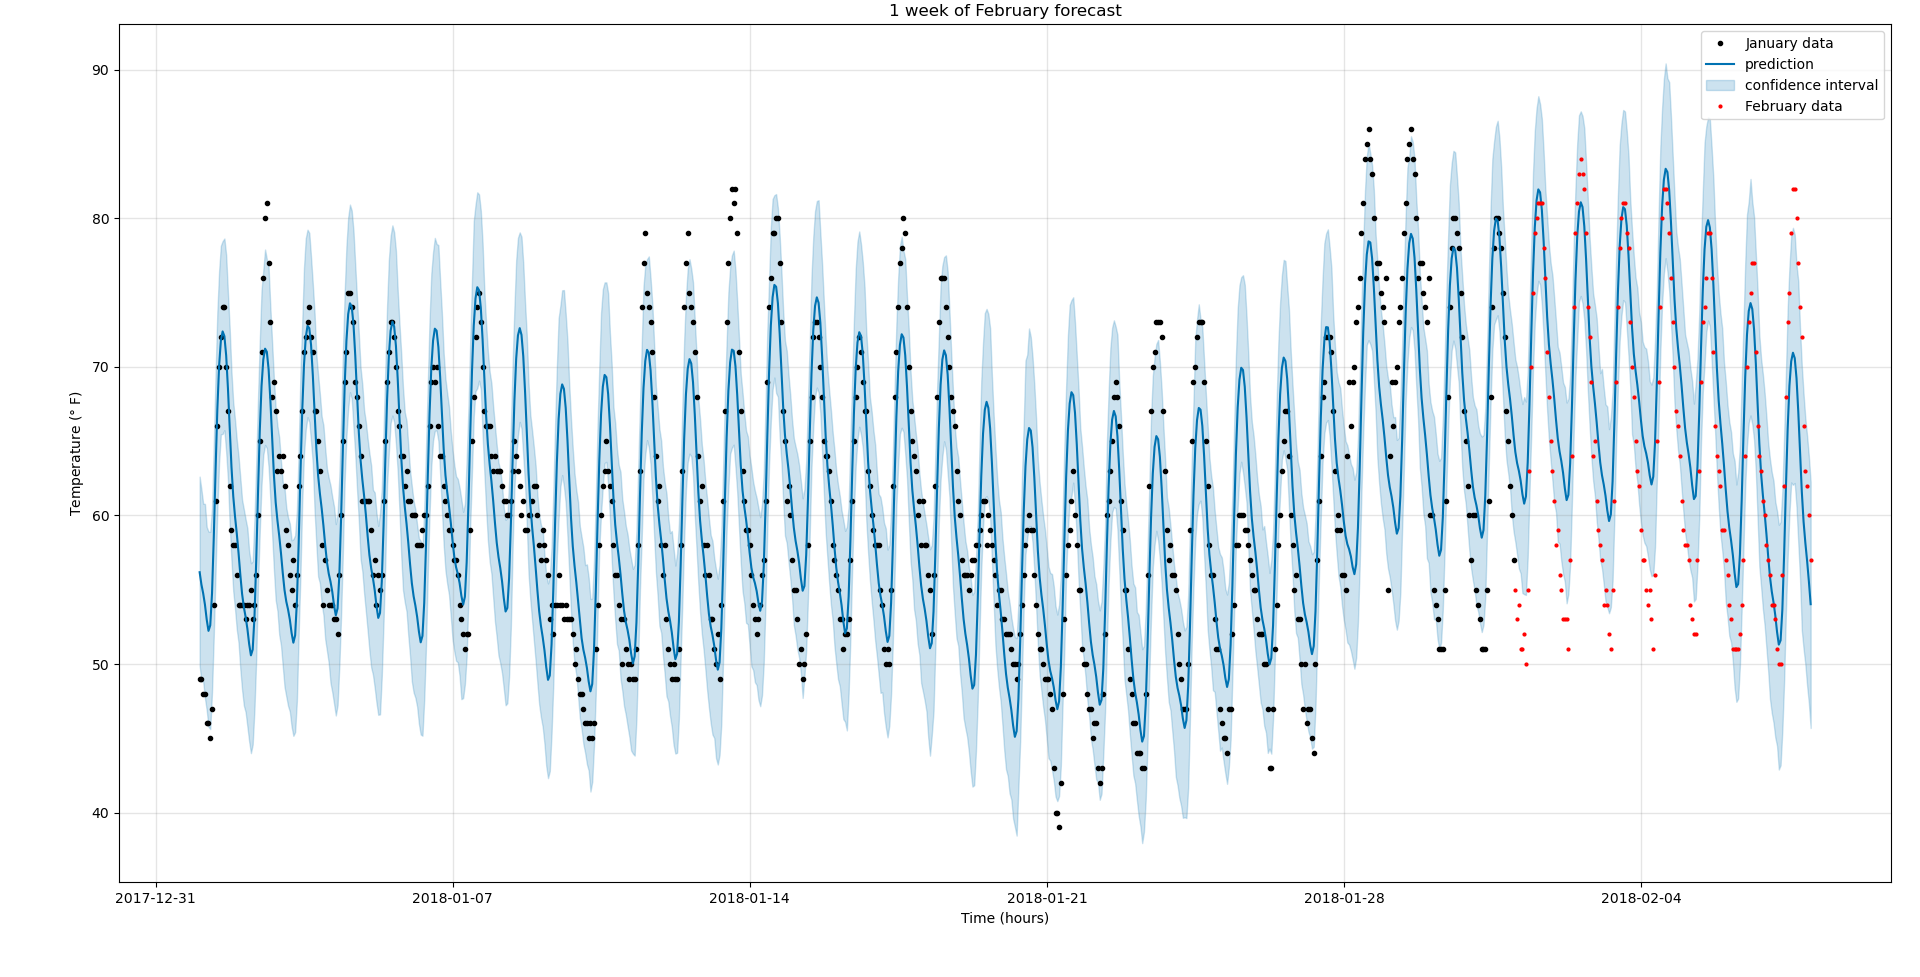 1 week of February forecast
January data
prediction
confidence interval
February data
90
80
70
60
50
40
Temperature (° F)
2017-12-31
2018-01-07
2018-01-14
2018-01-21
2018-01-28
2018-02-04
Time (hours)